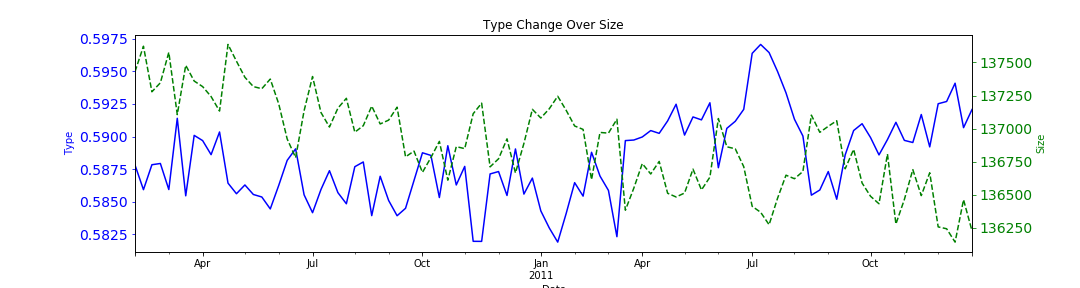 Type Change Over Size
0.5975
0.5950
0.5925
0.5900
0.5875
0.5850
0.5825
Type
137500
137250
137000
136750
136500
136250
Size
Apr
Jul
Oct
Jan
2011
Apr
Jul
Oct
Date